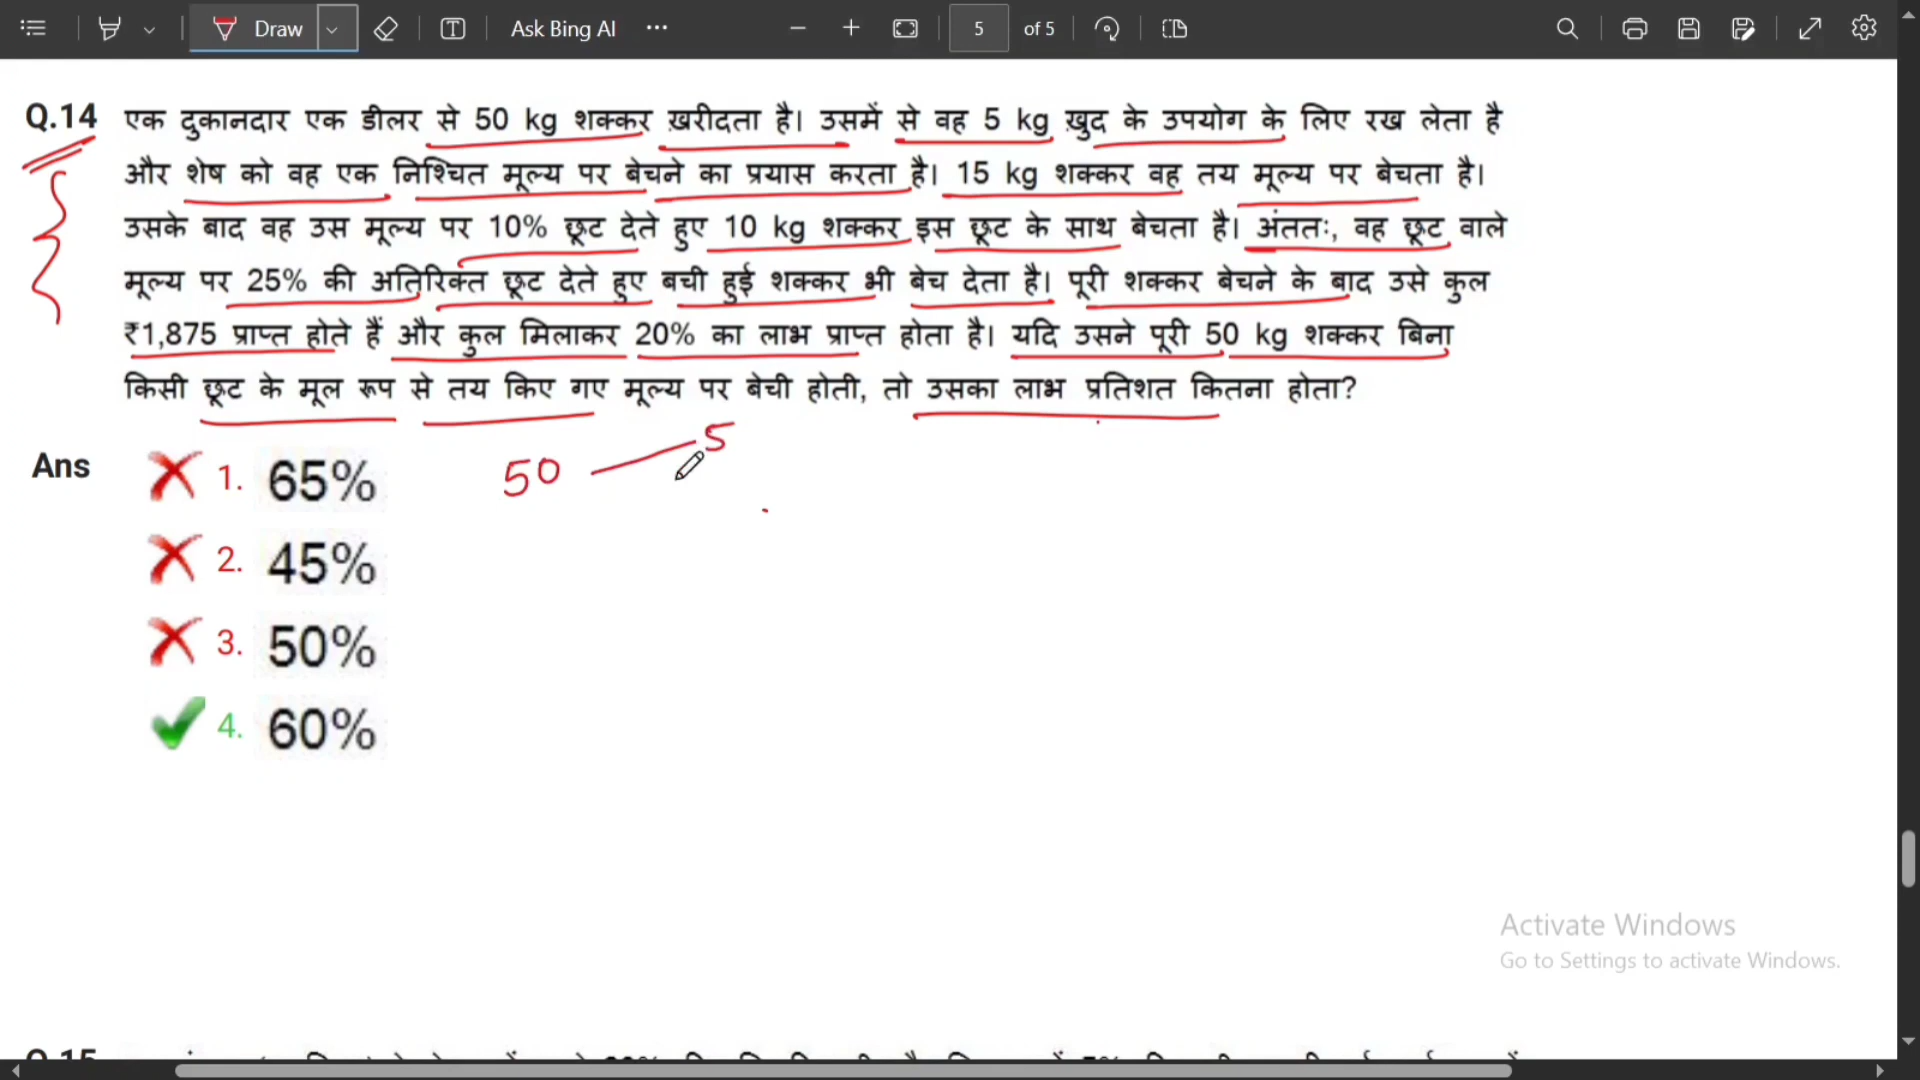 Draw
Ask Bing AI
5 of 5
Q.14 एक दुकानदार एक डीलर से 50 kg शक्कर ख़रीदता है। उसमें से वह 5 kg ख़ुद के उपयोग के लिए रख लेता है
और शेष को वह एक निश्चित मूल्य पर बेचने का प्रयास करता है। 15 kg शक्कर वह तय मूल्य पर बेचता है।
उसके बाद वह उस मूल्य पर 10% छूट देते हुए 10 kg शक्कर इस छूट के साथ बेचता है। अंततः, वह छूट वाले
मूल्य पर 25% की अतिरिक्त छूट देते हुए बची हुई शक्कर भी बेच देता है। पूरी शक्कर बेचने के बाद उसे कुल
₹1,875 प्राप्त होते हैं और कुल मिलाकर 20% का लाभ प्राप्त होता है। यदि उसने पूरी 50 kg शक्कर बिना
किसी छूट के मूल रूप से तय किए गए मूल्य पर बेची होती, तो उसका लाभ प्रतिशत कितना होता?
Ans 1. 65%
50 5
2. 45%
3. 50%
4. 60%
Activate Windows
Go to Settings to activate Windows.